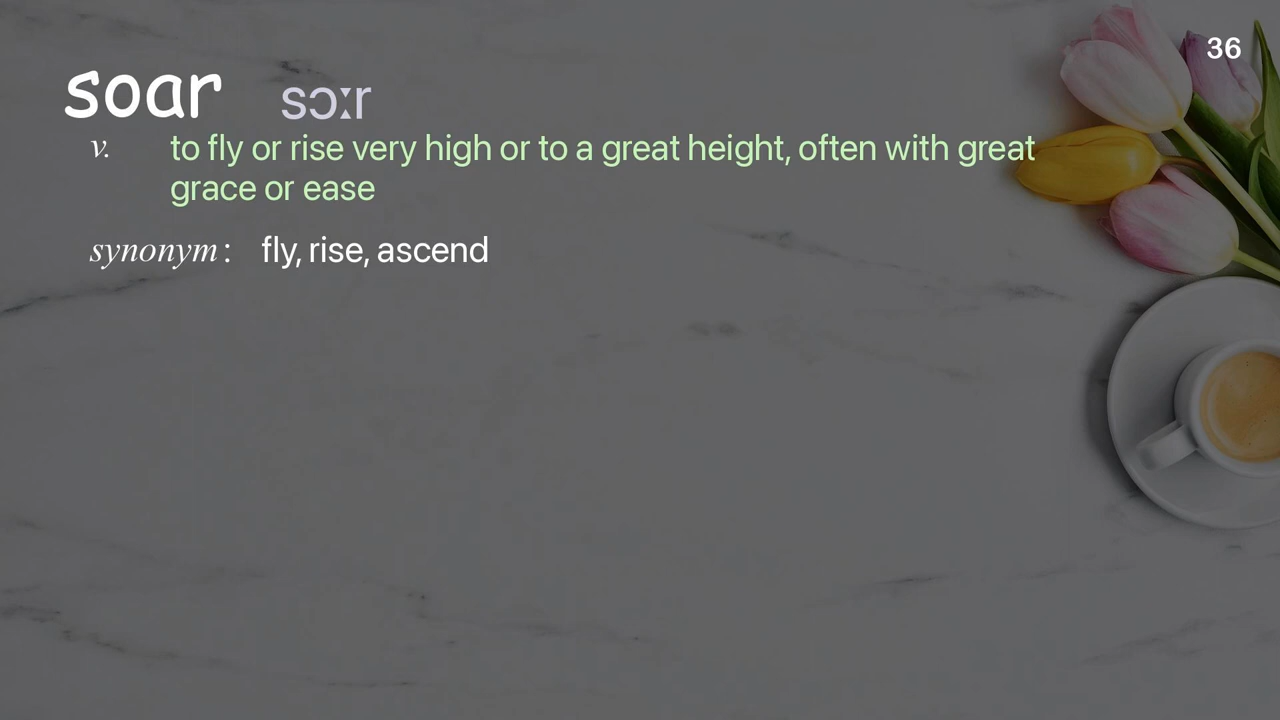 36
soar sɔːr
v. to fly or rise very high or to a great height, often with great
grace or ease
synonym : fly, rise, ascend